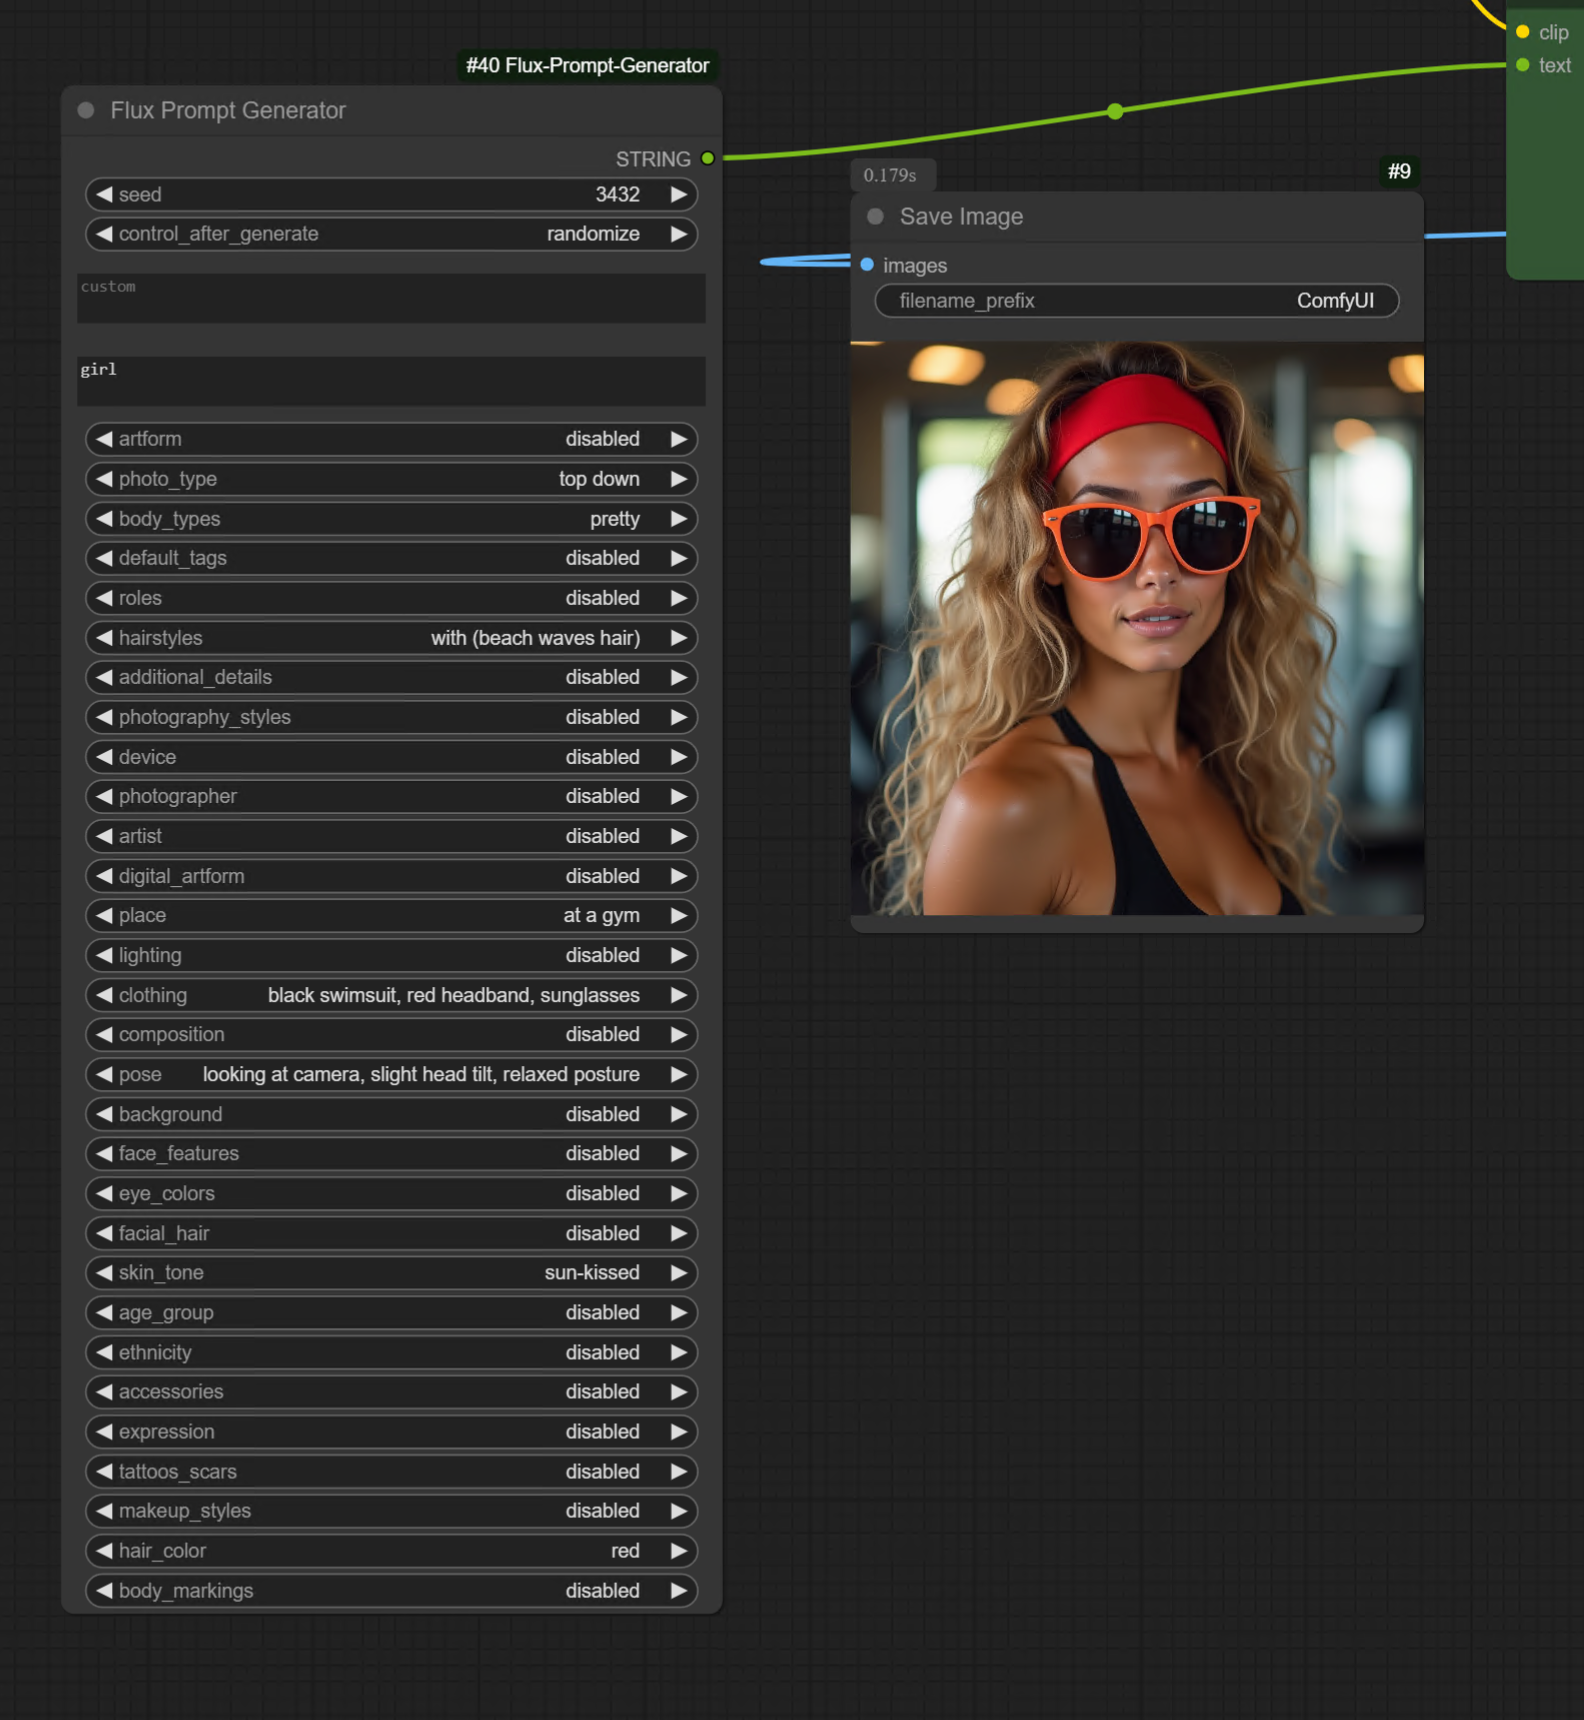 #40 Flux-Prompt-Generator
Flux Prompt Generator
STRING
seed 3432
control_after_generate randomize
custom
girl
artform disabled
photo_type top down
body_types pretty
default_tags disabled
roles disabled
hairstyles with (beach waves hair)
additional_details disabled
photography_styles disabled
device disabled
photographer disabled
artist disabled
digital_artform disabled
place at a gym
lighting disabled
clothing black swimsuit, red headband, sunglasses
composition disabled
pose looking at camera, slight head tilt, relaxed posture
background disabled
face_features disabled
eye_colors disabled
facial_hair disabled
skin_tone sun-kissed
age_group disabled
ethnicity disabled
accessories disabled
expression disabled
tattoos_scars disabled
makeup_styles disabled
hair_color red
body_markings disabled
0.179s
#9
Save Image
images
filename_prefix ComfyUI
clip
text